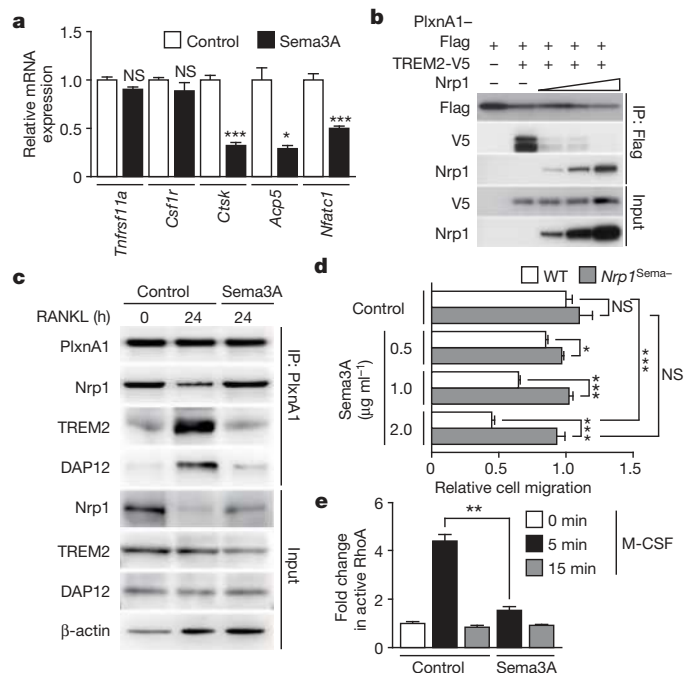 a
Relative mRNA expression
1.5
1.0
0.5
0
Control
Sema3A
NS
NS
***
*
***
Tnfrsf11a
Csf1r
Ctsk
Acp5
Nfatc1
b
PlxnA1–
Flag + + + + +
TREM2-V5 – + + + +
Nrp1 – –
Flag
V5
Nrp1
IP: Flag
V5
Nrp1
Input
c
Control Sema3A
RANKL (h) 0 24 24
PlxnA1
Nrp1
TREM2
DAP12
IP: PlxnA1
Nrp1
TREM2
DAP12
β-actin
Input
d
WT
Nrp1Sema–
Control
0.5
1.0
2.0
Sema3A
(μg ml–1)
NS
*
***
***
***
NS
0 0.5 1.0 1.5
Relative cell migration
e
Fold change
in active RhoA
6
4
2
0
**
0 min
5 min
15 min
M-CSF
Control
Sema3A